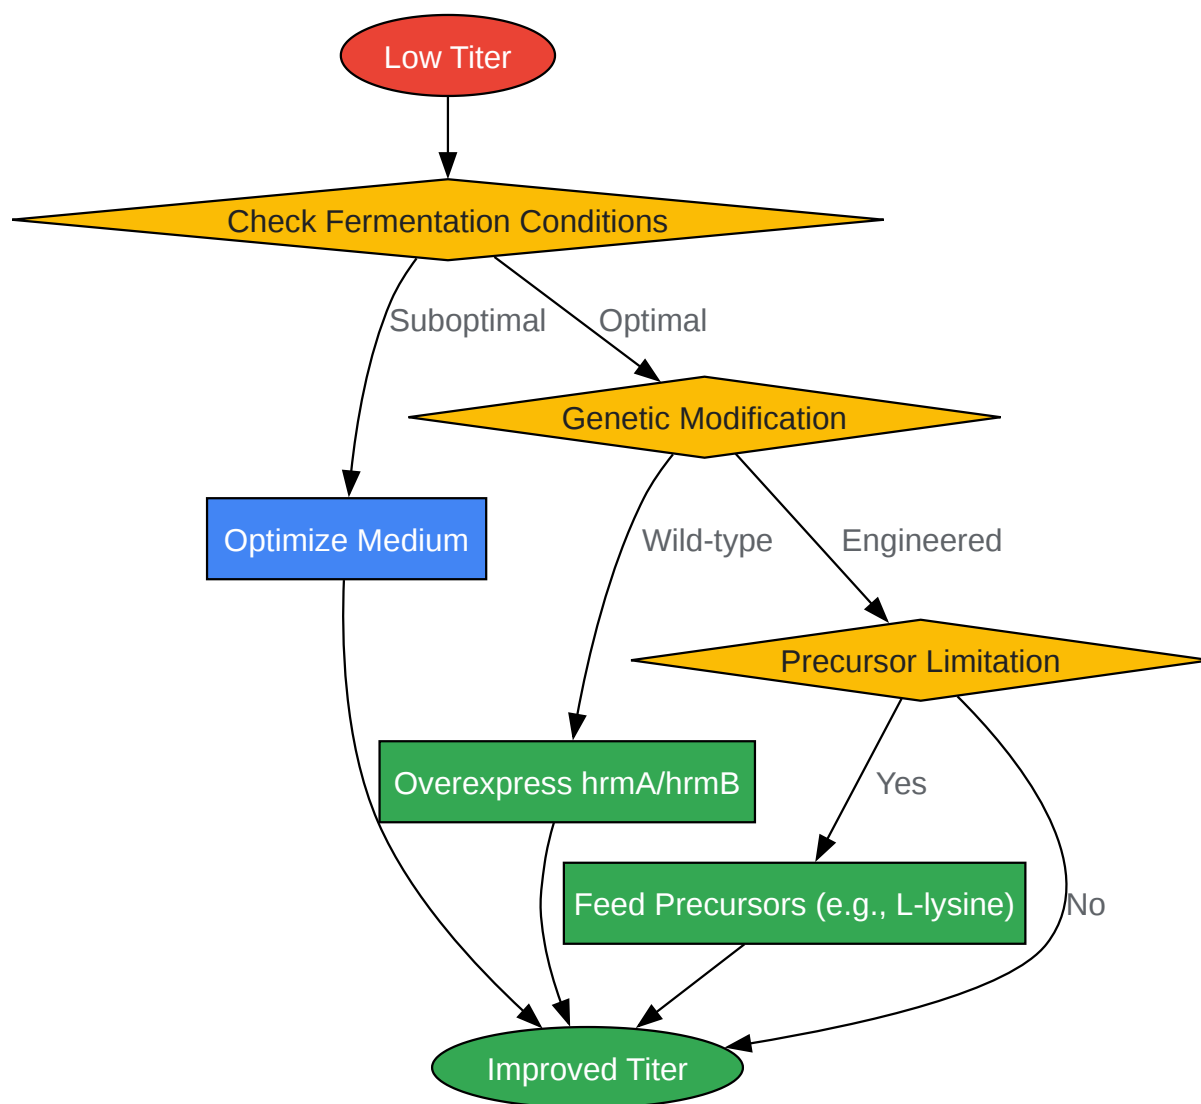 Low Titer
Check Fermentation Conditions
Suboptimal
Optimal
Genetic Modification
Optimize Medium
Wild-type
Engineered
Precursor Limitation
Overexpress hrmA/hrmB
Yes
Feed Precursors (e.g., L-lysine)
No
Improved Titer